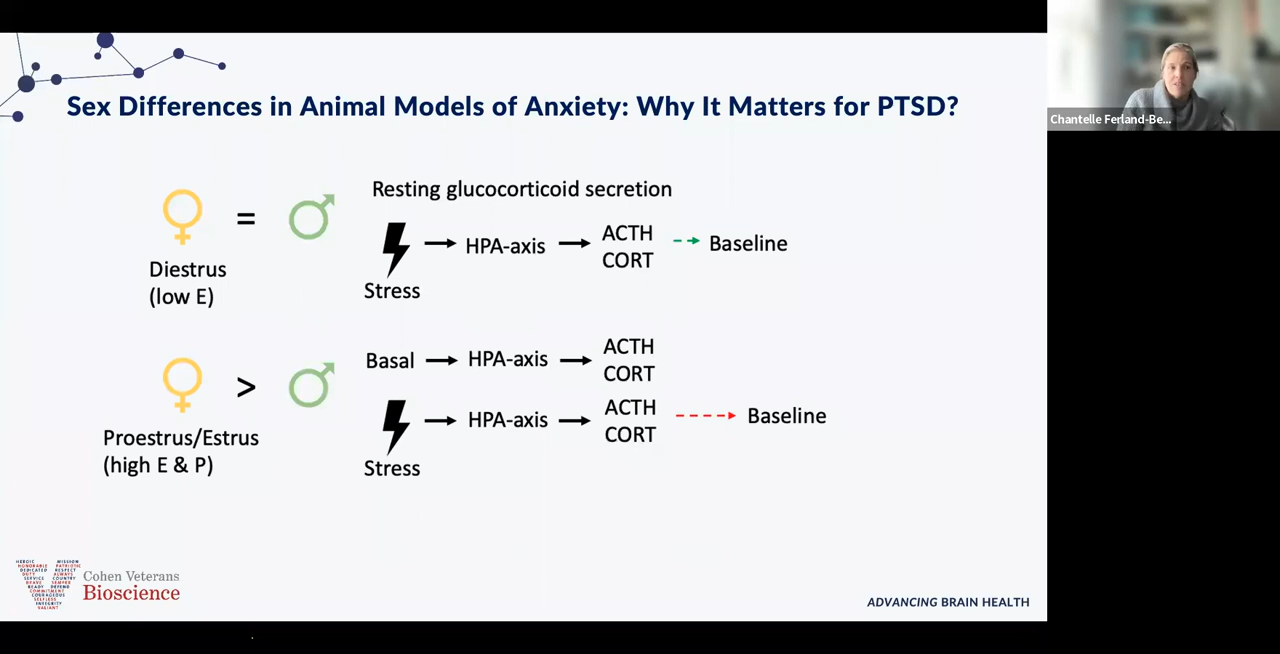 Sex Differences in Animal Models of Anxiety: Why It Matters for PTSD?
Chantelle Ferland-Be...
=
Resting glucocorticoid secretion
Diestrus
(low E)
Stress
HPA-axis
ACTH
CORT
Baseline
>
Proestrus/Estrus
(high E & P)
Basal
HPA-axis
ACTH
CORT
Stress
HPA-axis
ACTH
CORT
Baseline
Cohen Veterans
Bioscience
ADVANCING BRAIN HEALTH